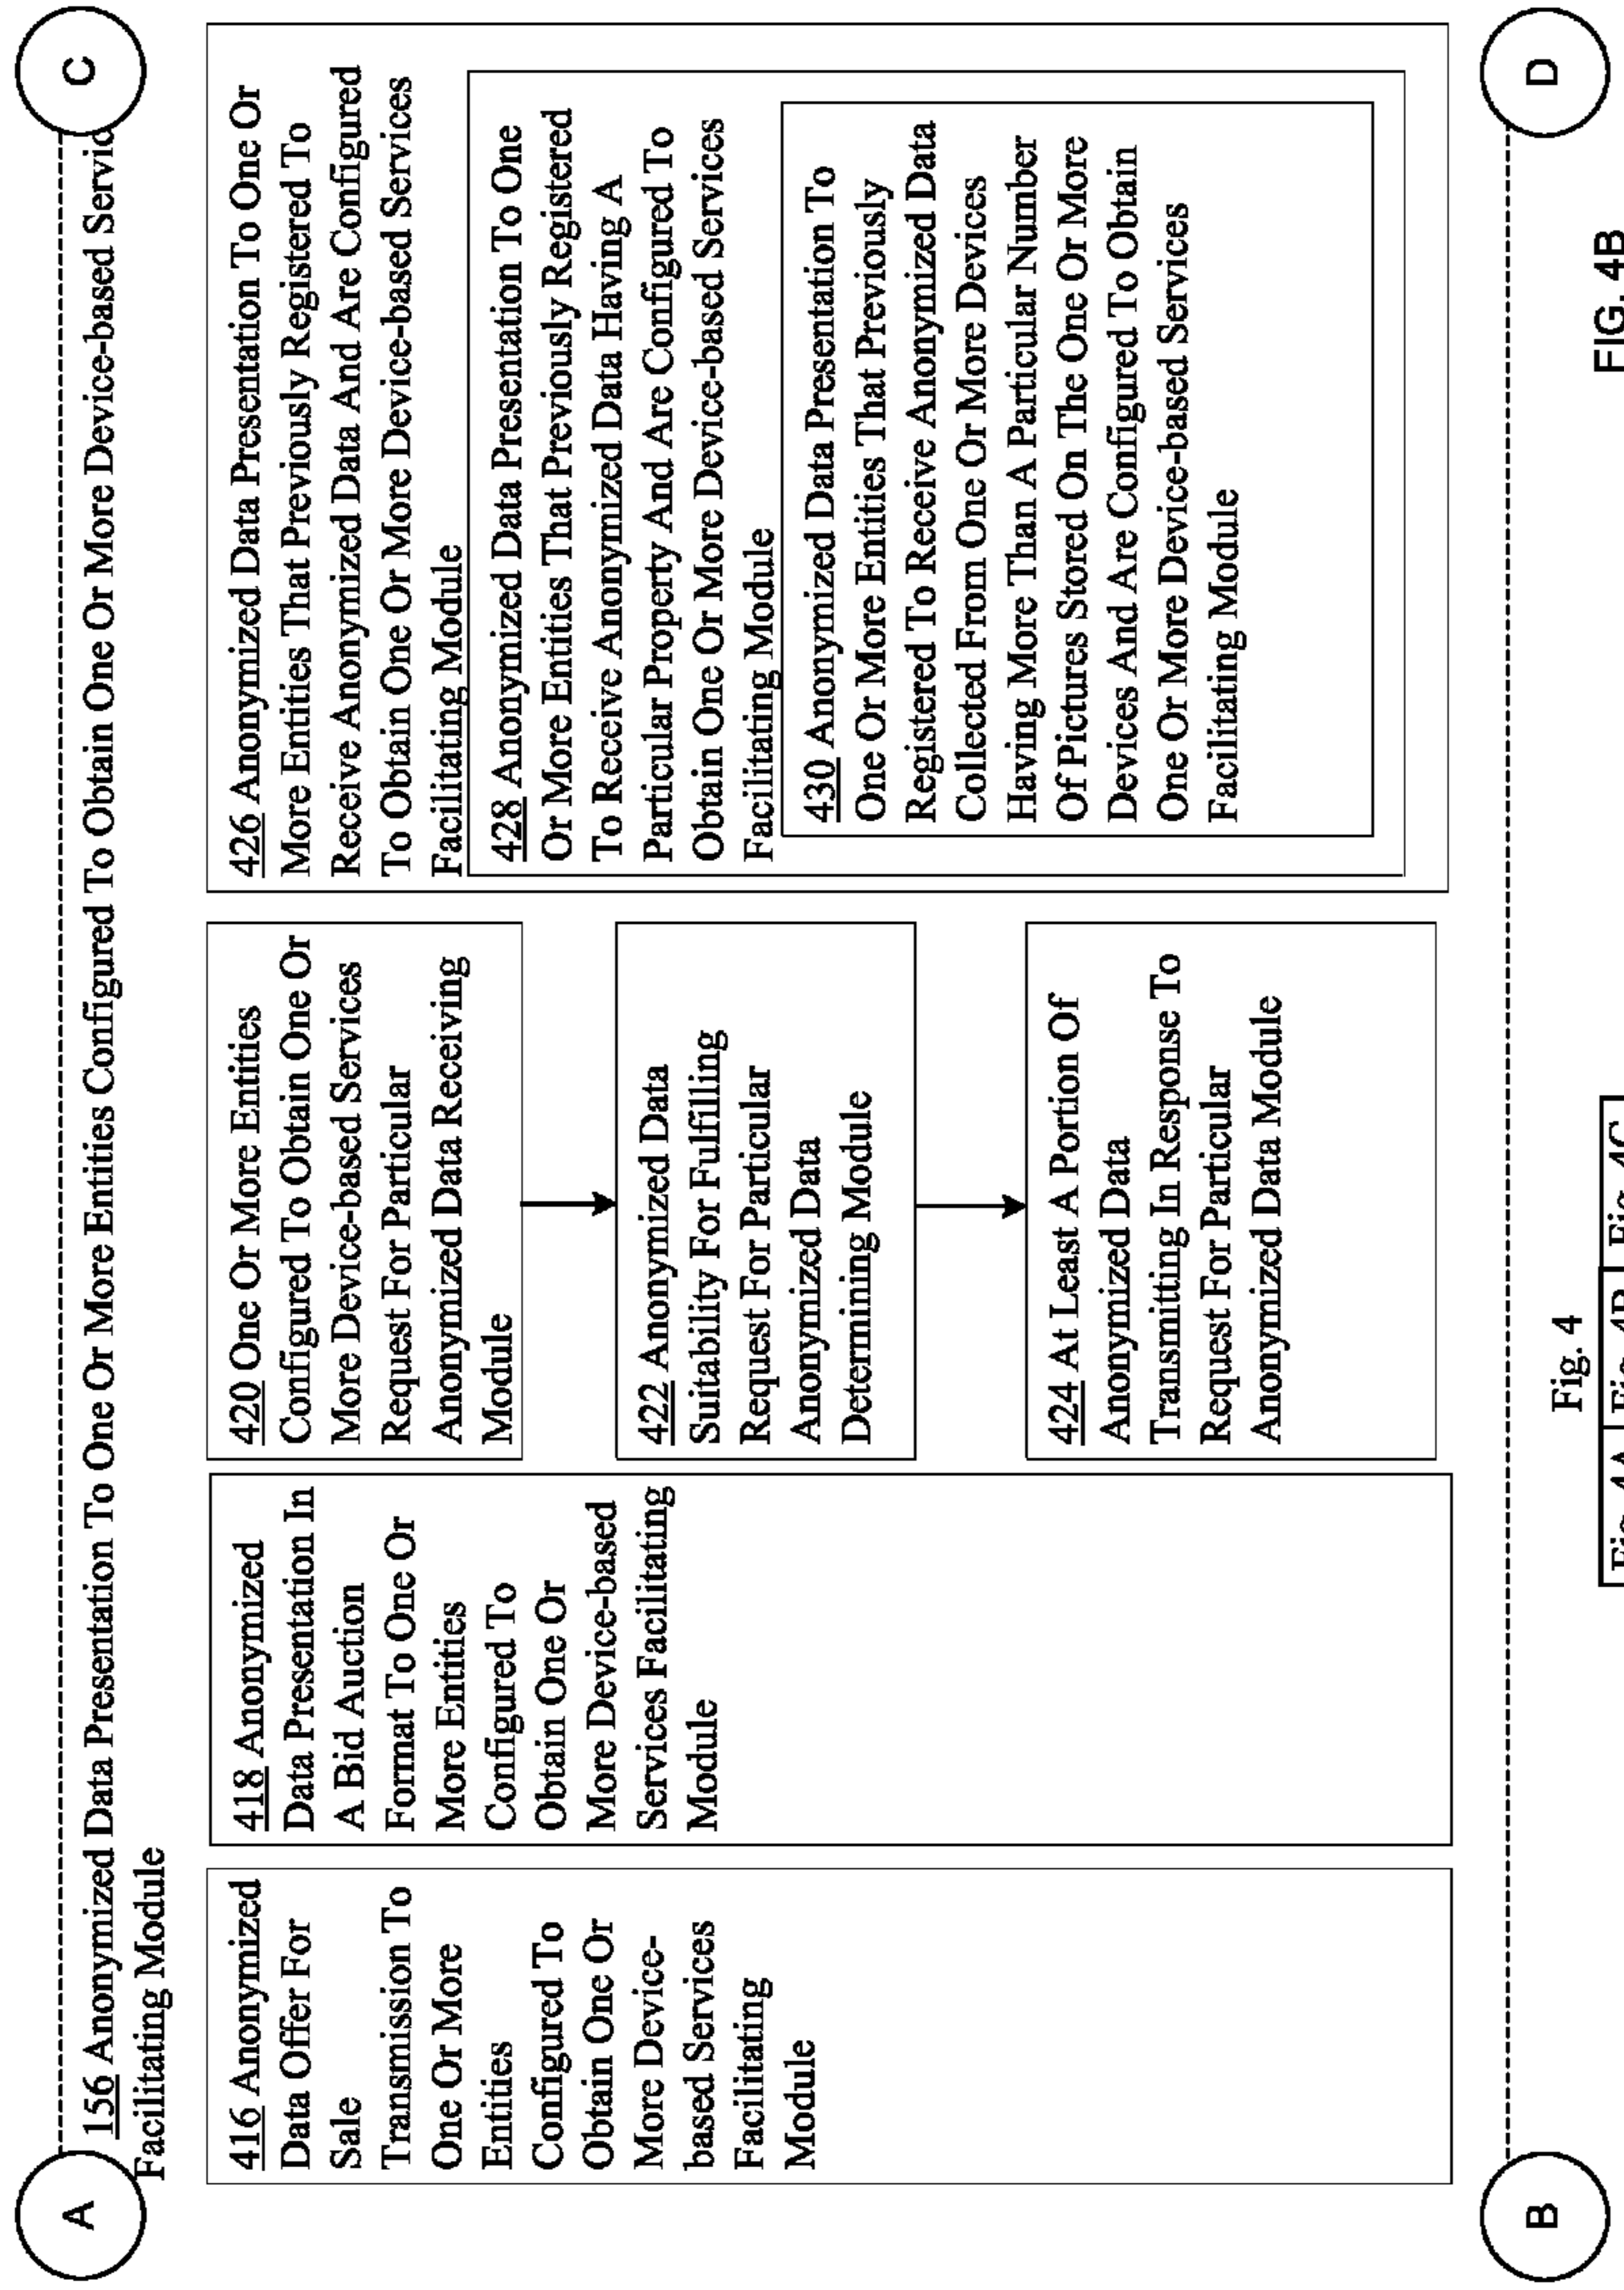 A
C
156 Anonymized Data Presentation To One Or More Entities Configured To Obtain One Or More Device-based Servic
Facilitating Module
416 Anonymized
Data Offer For
Sale
Transmission To
One Or More
Entities
Configured To
Obtain One Or
More Device-
based Services
Facilitating
Module
418 Anonymized
Data Presentation In
A Bid Auction
Format To One Or
More Entities
Configured To
Obtain One Or
More Device-based
Services Facilitating
Module
420 One Or More Entities
Configured To Obtain One Or
More Device-based Services
Request For Particular
Anonymized Data Receiving
Module
422 Anonymized Data
Suitability For Fulfilling
Request For Particular
Anonymized Data
Determining Module
424 At Least A Portion Of
Anonymized Data
Transmitting In Response To
Request For Particular
Anonymized Data Module
426 Anonymized Data Presentation To One Or
More Entities That Previously Registered To
Receive Anonymized Data And Are Configured
To Obtain One Or More Device-based Services
Facilitating Module
428 Anonymized Data Presentation To One
Or More Entities That Previously Registered
To Receive Anonymized Data Having A
Particular Property And Are Configured To
Obtain One Or More Device-based Services
Facilitating Module
430 Anonymized Data Presentation To
One Or More Entities That Previously
Registered To Receive Anonymized Data
Collected From One Or More Devices
Having More Than A Particular Number
Of Pictures Stored On The One Or More
Devices And Are Configured To Obtain
One Or More Device-based Services
Facilitating Module
B
D
Fig. 4
Fig. 4A Fig. 4B Fig. 4C
FIG. 4B